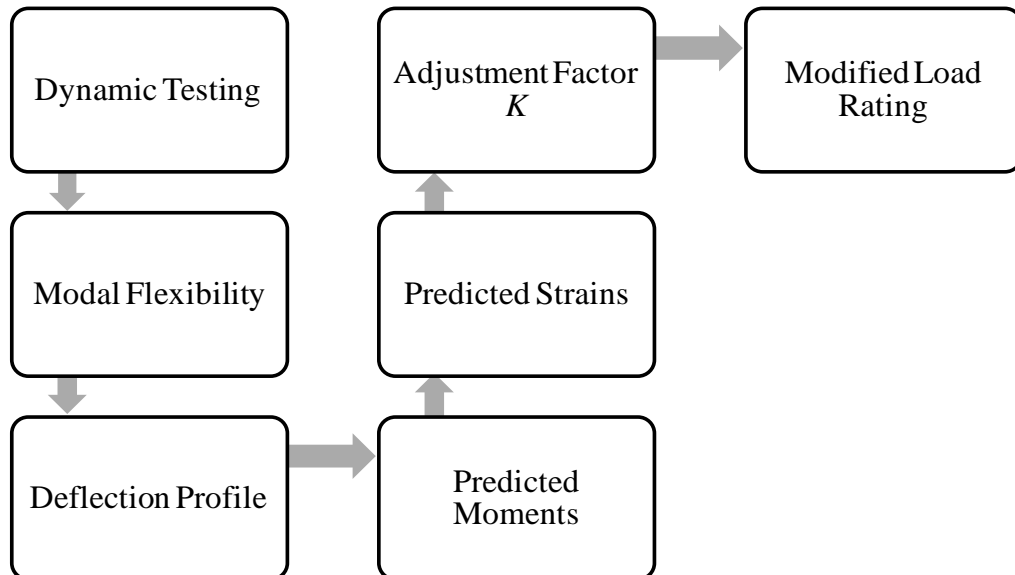 Dynamic Testing
Modal Flexibility
Deflection Profile
Predicted
Moments
Predicted Strains
Adjustment Factor
K
Modified Load
Rating